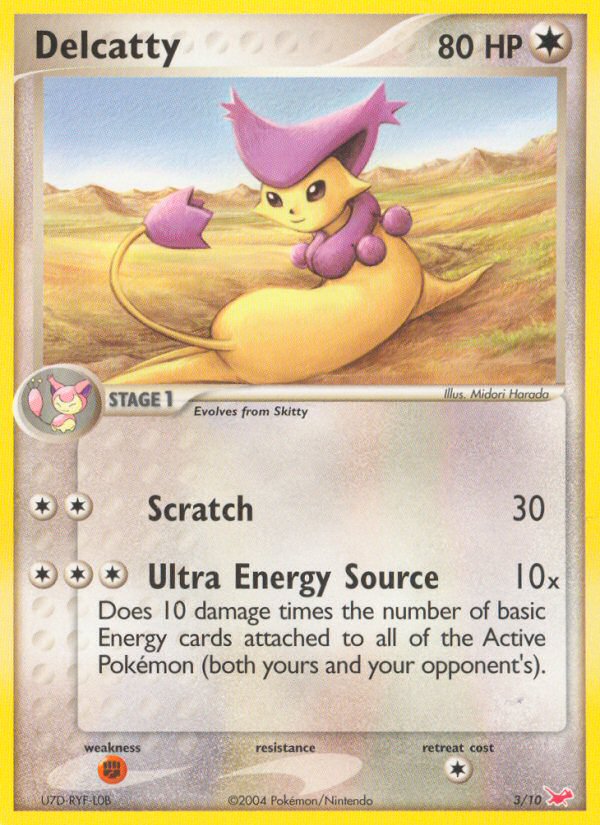 Delcatty
80 HP
Illus. Midori Harada
STAGE 1
Evolves from Skitty
Scratch 30
Ultra Energy Source 10x
Does 10 damage times the number of basic
Energy cards attached to all of the Active
Pokémon (both yours and your opponent's).
weakness resistance retreat cost
U7D-RYF-L0B ©2004 Pokémon/Nintendo 3/10